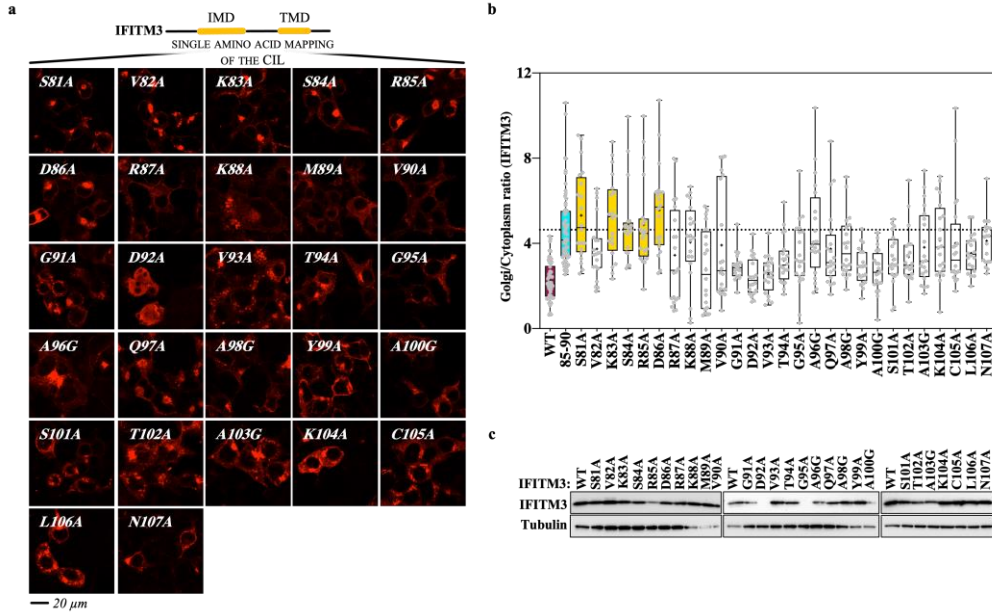 a
IMD TMD
IFITM3
SINGLE AMINO ACID MAPPING
OF THE CIL
S81A V82A K83A S84A R85A
D86A R87A K88A M89A V90A
G91A D92A V93A T94A G95A
A96G Q97A A98G Y99A A100G
S101A T102A A103G K104A C105A
L106A N107A
20 µm
b
12
8
4
0
Golgi/Cytoplasm ratio (IFITM3)
WT 85-90 S81A V82A K83A S84A R85A D86A R87A K88A M89A V90A G91A D92A V93A T94A G95A A96G Q97A A98G Y99A A100G S101A T102A A103G K104A C105A L106A N107A
c
IFITM3: WT S81A V82A K83A S84A R85A D86A R87A K88A M89A V90A WT G91A D92A V93A T94A G95A A96G Q97A A98G Y99A A100G WT S101A T102A A103G K104A C105A L106A N107A
IFITM3
Tubulin